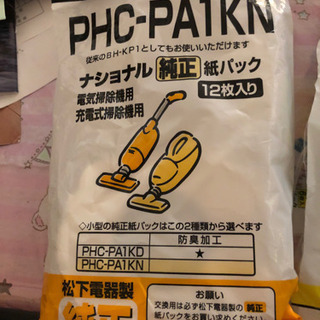 PHC-PA1KN
従来のBH-KP1としてもお使いいただけます
ナショナル 純正 紙パック
電気掃除機用
充電式掃除機用
12枚入り
◇小型の純正紙パックはこの2種類から選べます
防臭加工
PHC-PA1KD ★
PHC-PA1KN
松下電器製
純正
お願い
交換用は必ず松下電器製の 純正
紙パックをお買い求めください